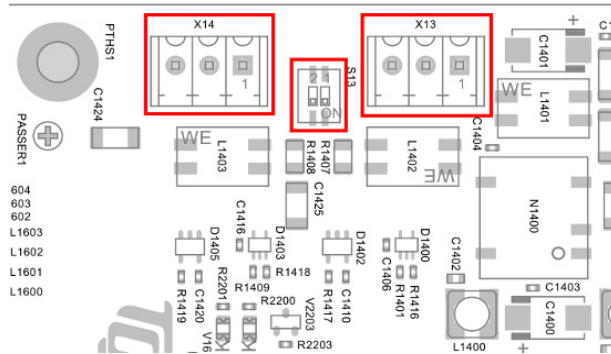 X14
X13
PTHS1
+
C1401
C1424
S13
2 1
1
1
ON
WE
L1401
PASSER1
WE
L1403
R1408
R1407
L1402
WE
C1404
N1400
604
603
602
L1603
L1602
L1601
L1600
C1425
C1416
D1405
D1403
D1402
D1400
C1406
C1402
R1418
R1409
R2201
R1419
C1420
R2200
V2203
R1417
C1410
R1401
R1416
C1403
C1400
L1400
V16
R2203
+